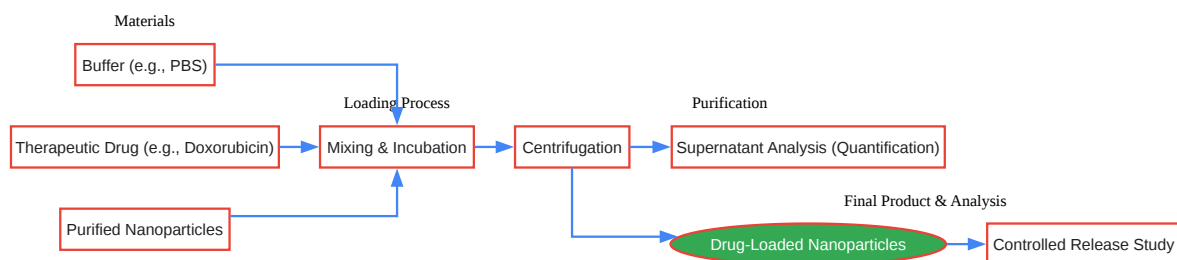 Materials
Buffer (e.g., PBS)
Loading Process
Purification
Therapeutic Drug (e.g., Doxorubicin)
Mixing & Incubation
Centrifugation
Supernatant Analysis (Quantification)
Purified Nanoparticles
Final Product & Analysis
Drug-Loaded Nanoparticles
Controlled Release Study